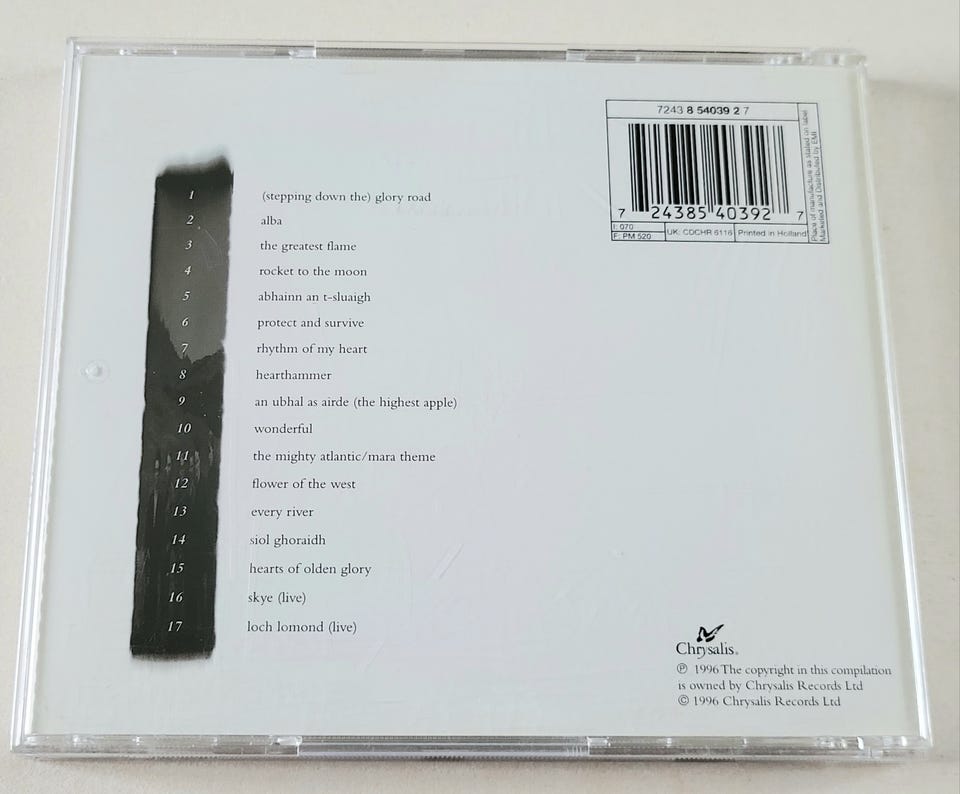 7243 8 54039 2 7
7 24385 40392 7
I: 070
F: PM 520
UK: CDCHR 6116
Printed in Holland
Place of manufacture as stated on label
Marketed and Distributed by EMI
1 (stepping down the) glory road
2 alba
3 the greatest flame
4 rocket to the moon
5 abhainn an t-sluaigh
6 protect and survive
7 rhythm of my heart
8 hearthammer
9 an ubhal as airde (the highest apple)
10 wonderful
11 the mighty atlantic/mara theme
12 flower of the west
13 every river
14 siol ghoraidh
15 hearts of olden glory
16 skye (live)
17 loch lomond (live)
Chrysalis®
℗ 1996 The copyright in this compilation
is owned by Chrysalis Records Ltd
© 1996 Chrysalis Records Ltd